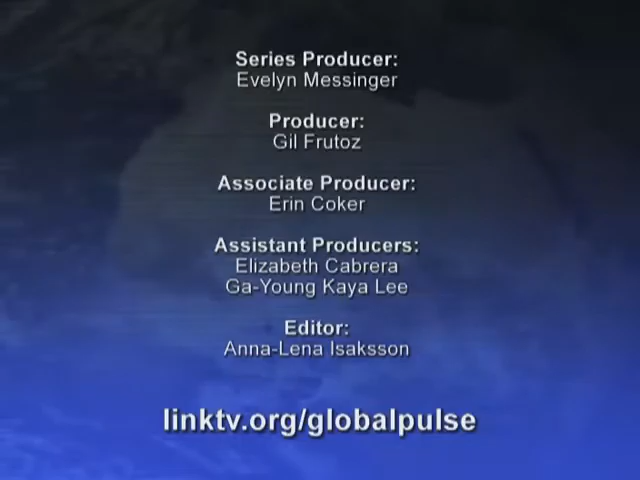 Series Producer:
Evelyn Messinger
Producer:
Gil Frutoz
Associate Producer:
Erin Coker
Assistant Producers:
Elizabeth Cabrera
Ga-Young Kaya Lee
Editor:
Anna-Lena Isaksson
linktv.org/globalpulse